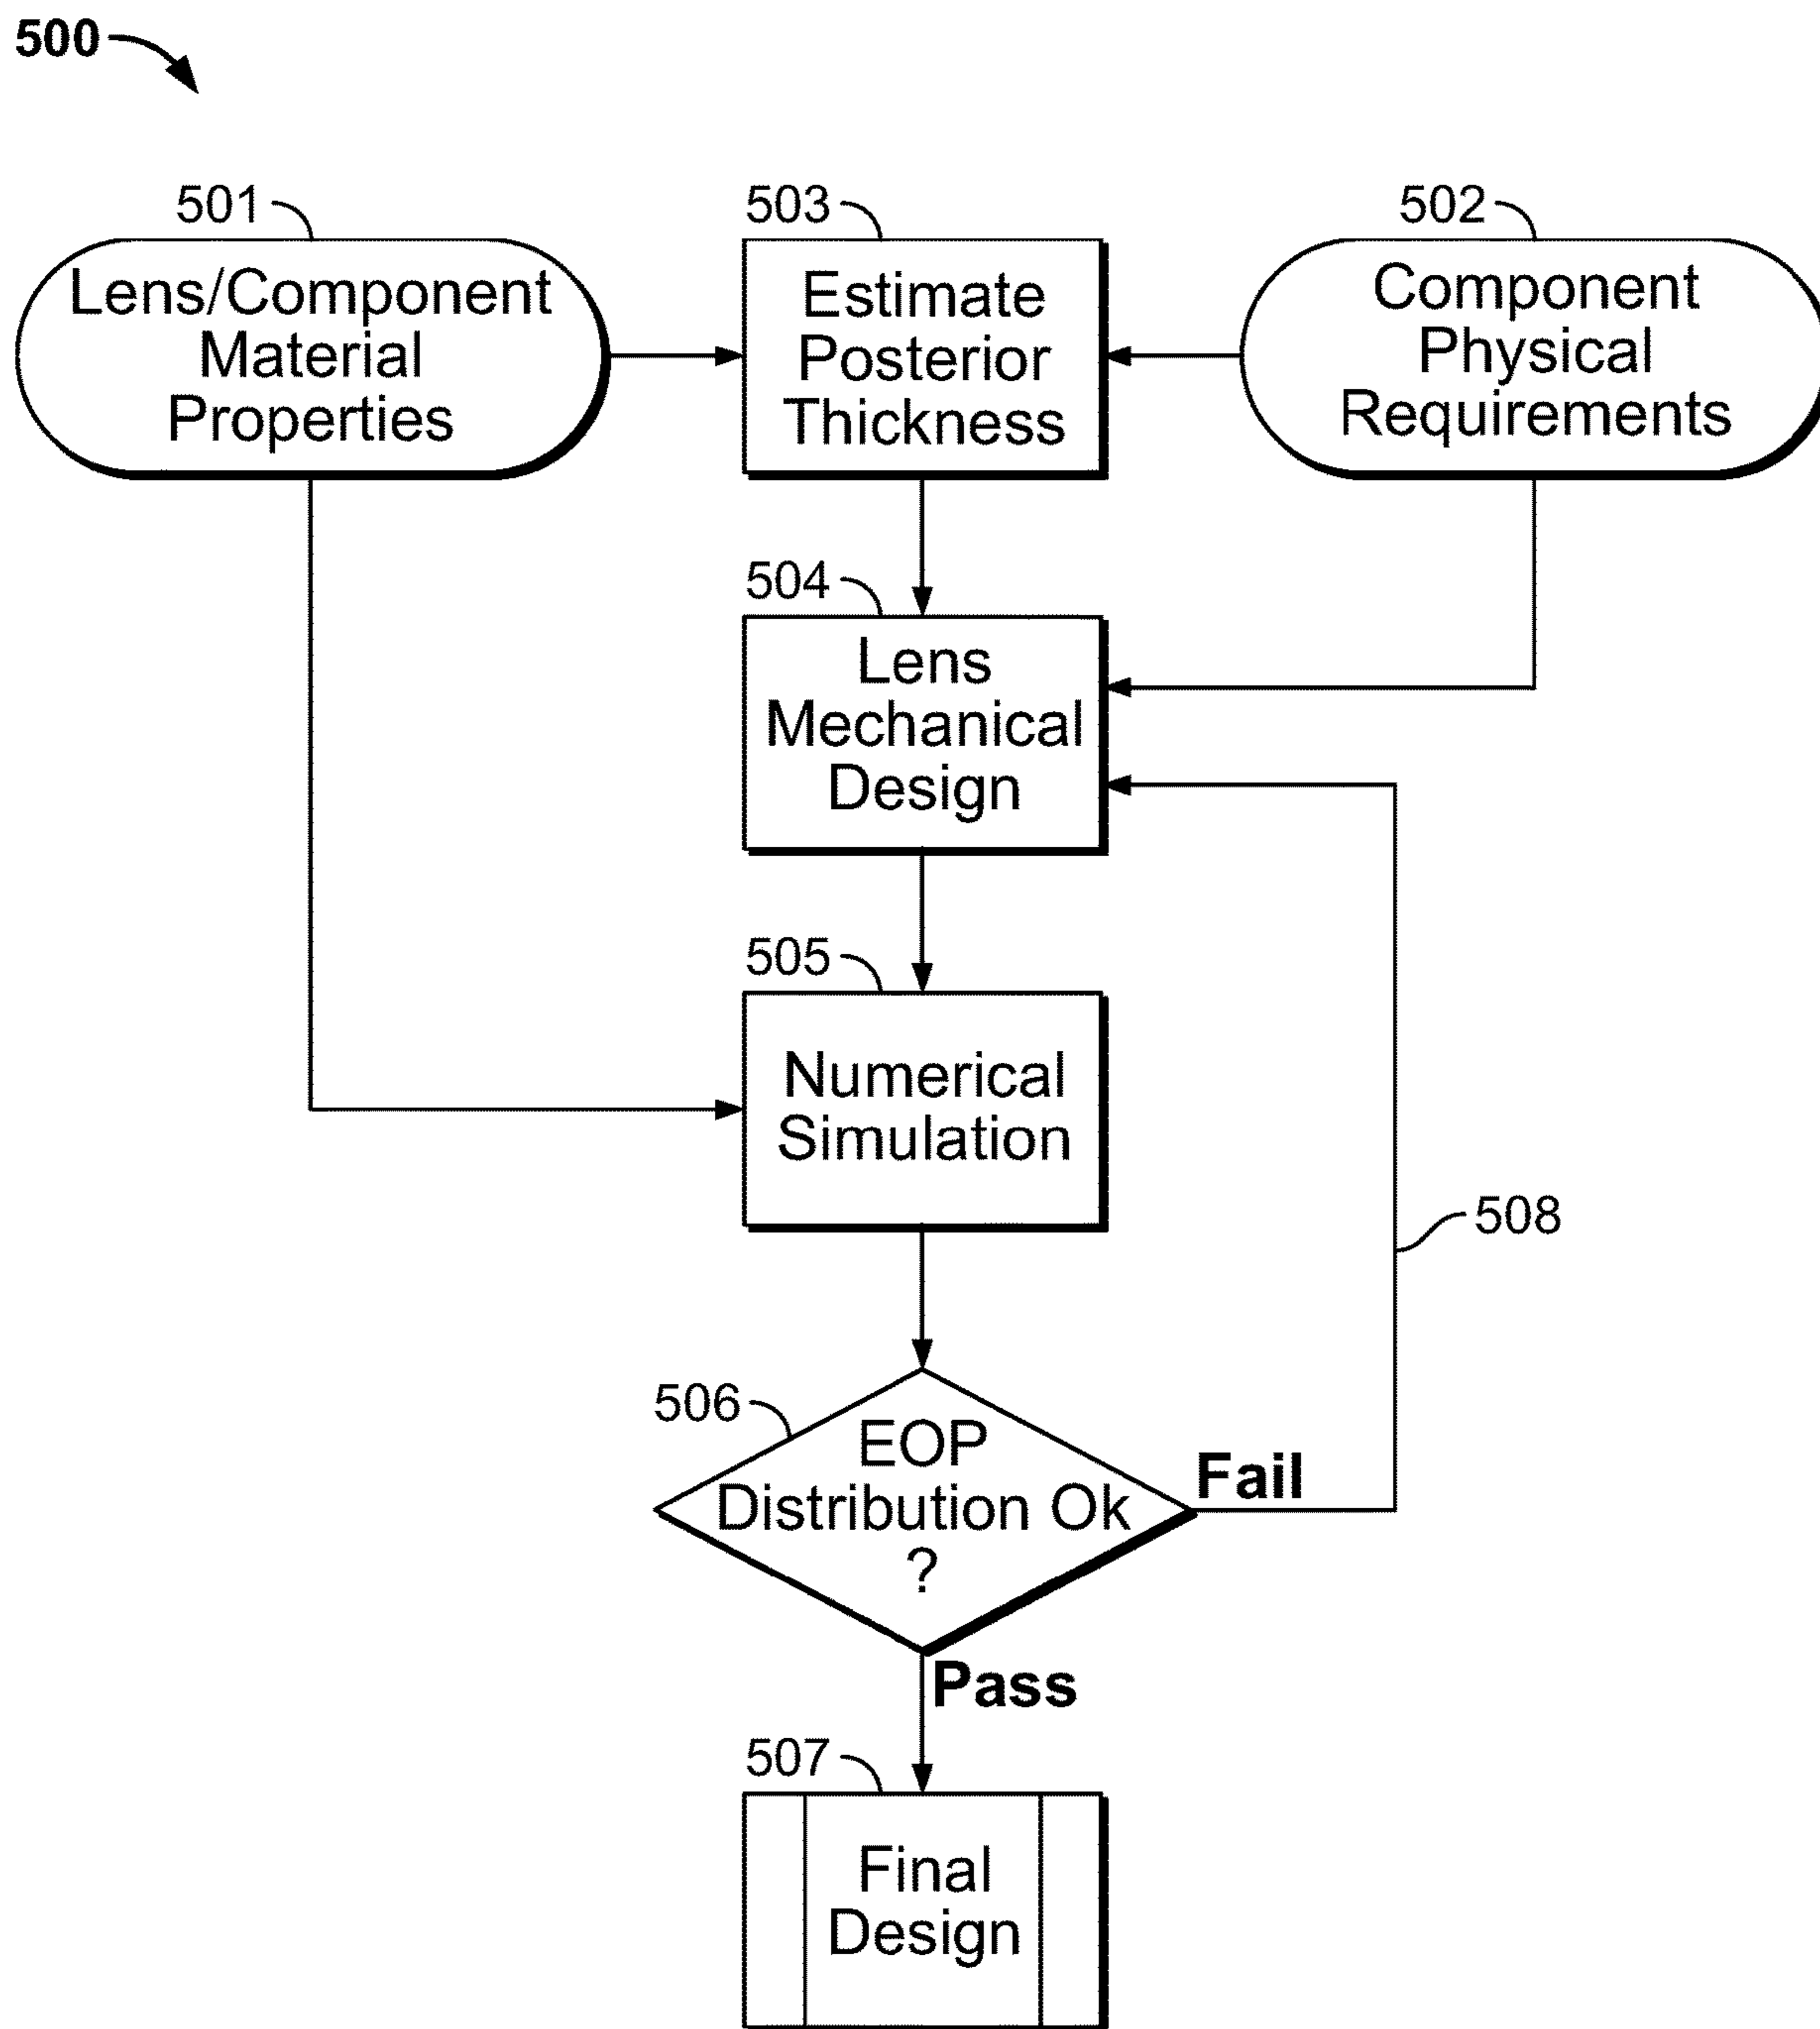 500
501
Lens/Component
Material
Properties
503
Estimate
Posterior
Thickness
502
Component
Physical
Requirements
504
Lens
Mechanical
Design
505
Numerical
Simulation
508
506
EOP
Distribution Ok
?
Fail
Pass
507
Final
Design